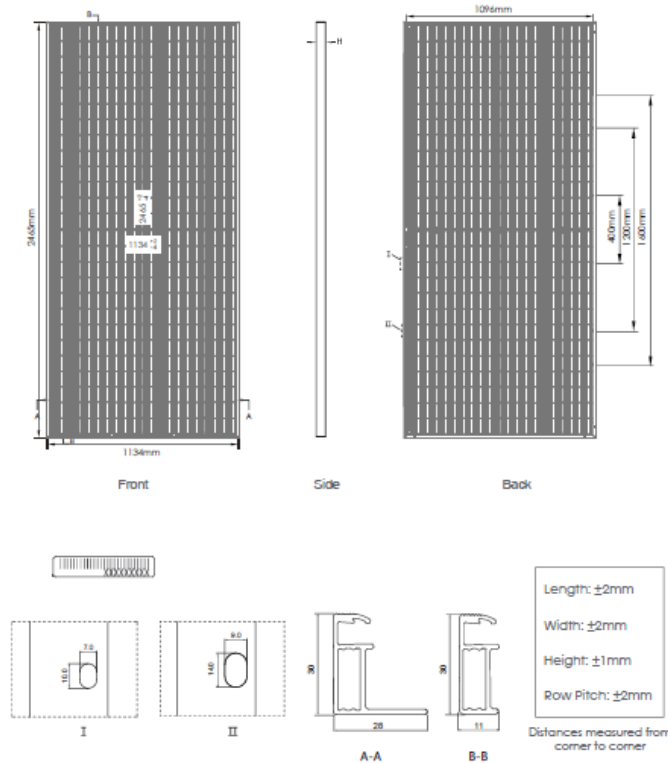 B
1096mm
H
2465mm
2465
1134
400mm
1200mm
1600mm
I
II
A
A
1134mm
Front
Side
Back
Length: ±2mm
Width: ±2mm
Height: ±1mm
Row Pitch: ±2mm
Distances measured from
corner to corner
7.0
10.0
I
9.0
14.0
II
30
28
A-A
30
11
B-B